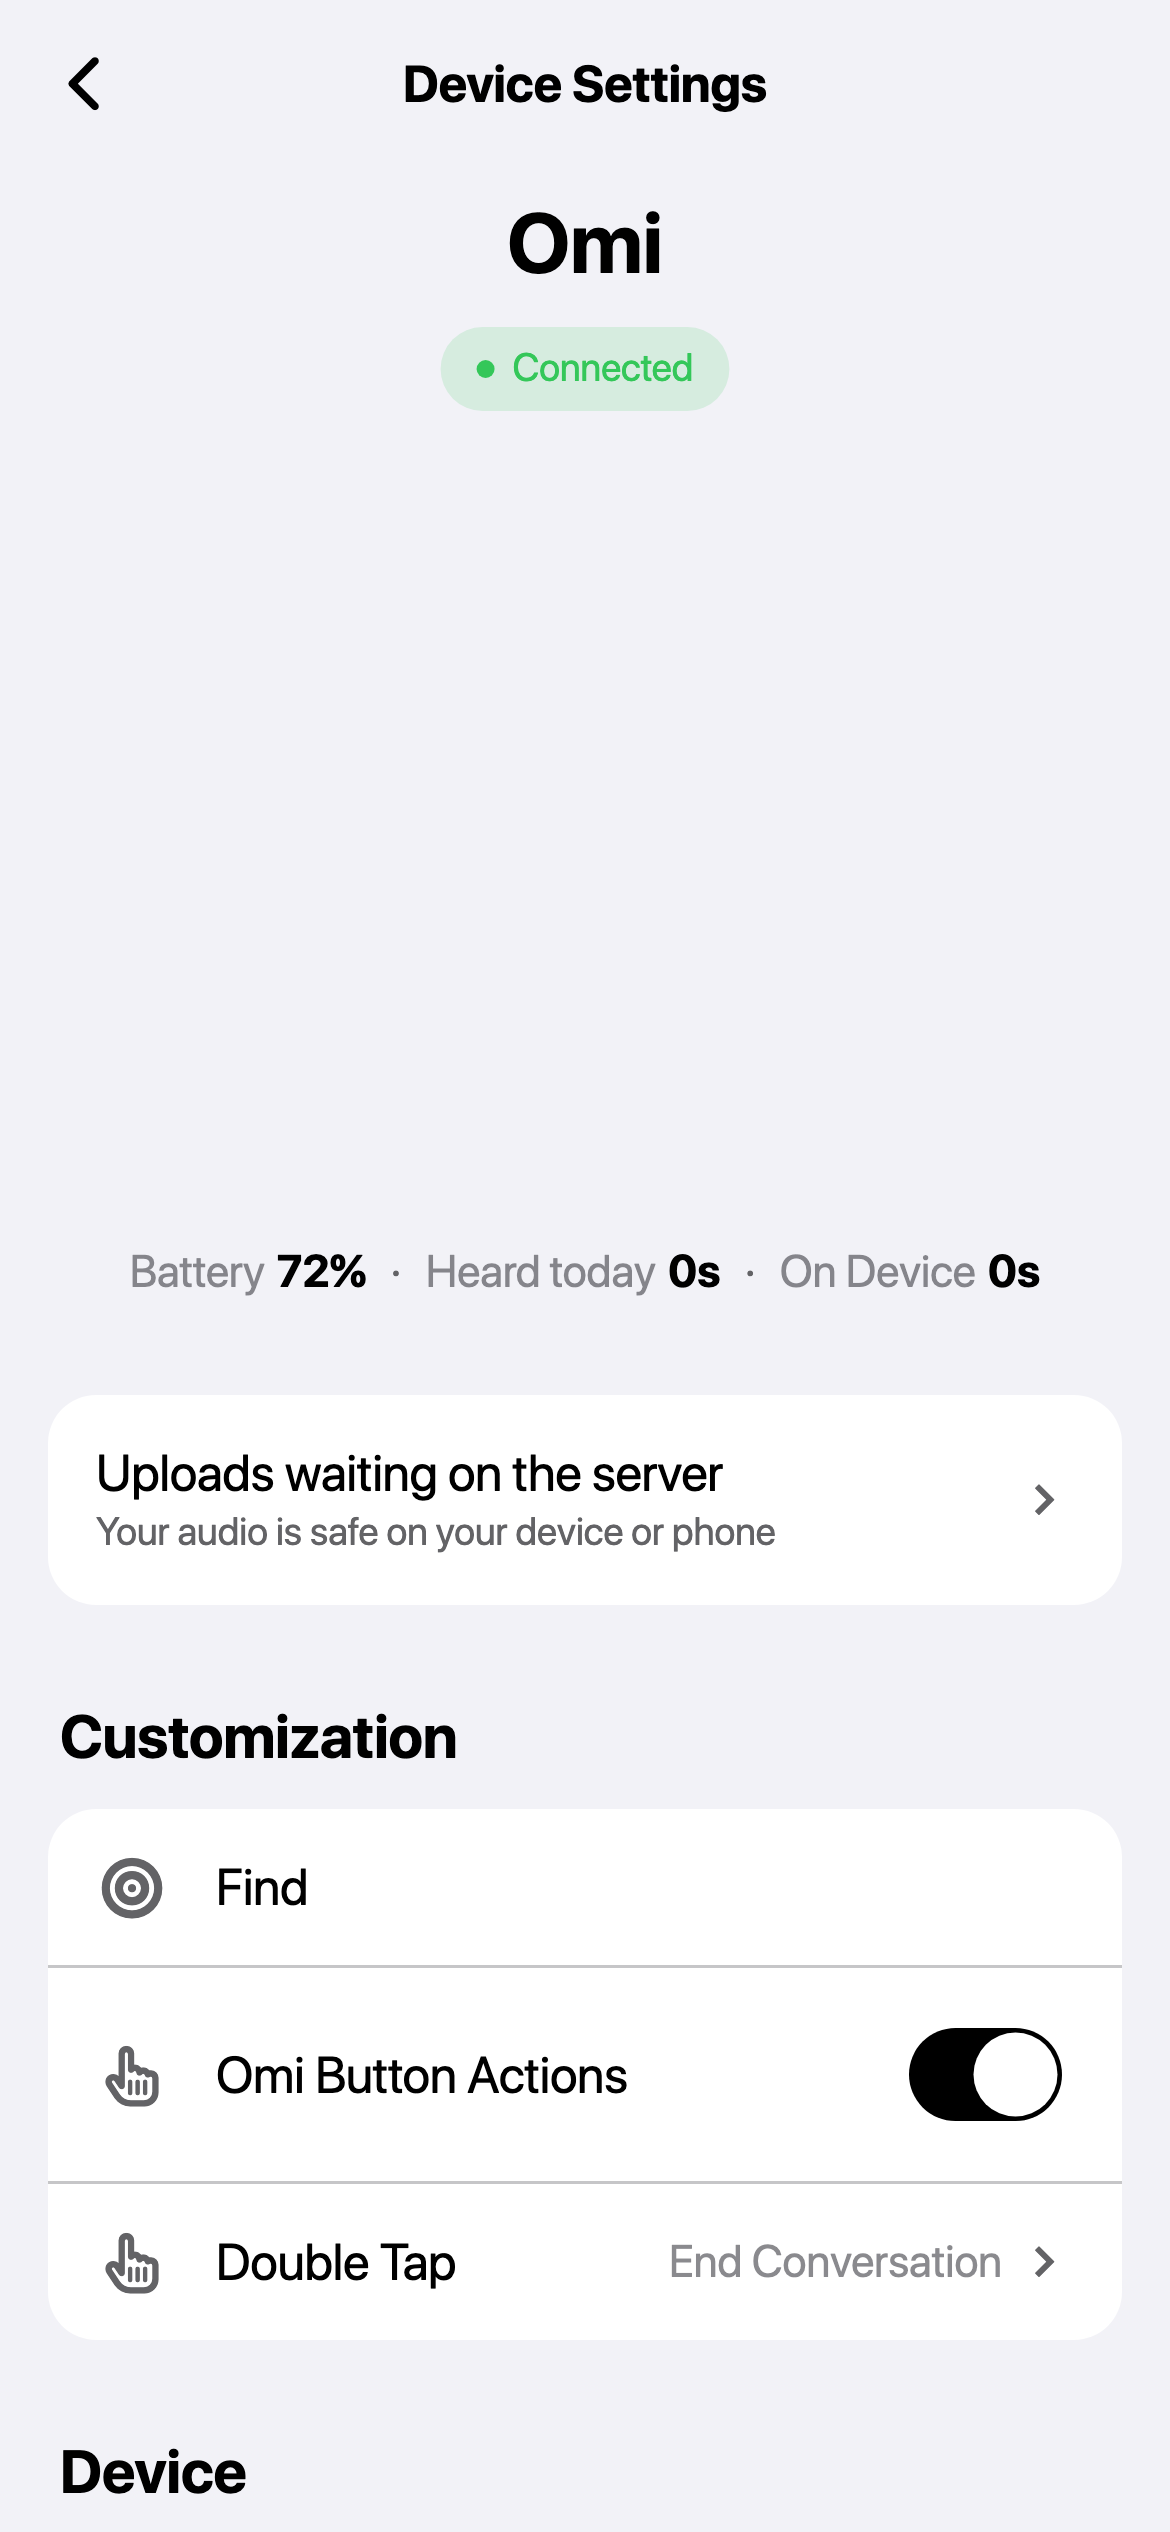 Device Settings
Omi
Connected
Battery 72% · Heard today 0s · On Device 0s
Uploads waiting on the server
Your audio is safe on your device or phone
Customization
Find
Omi Button Actions
Double Tap End Conversation
Device